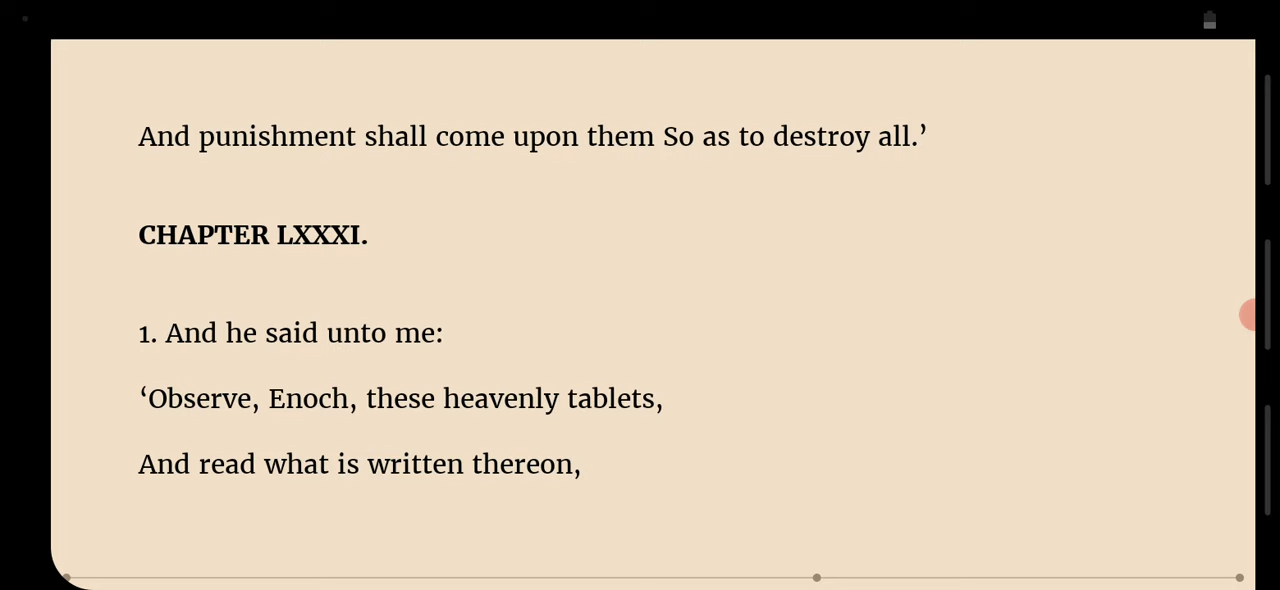 And punishment shall come upon them So as to destroy all.’
CHAPTER LXXXI.
1. And he said unto me:
‘Observe, Enoch, these heavenly tablets,
And read what is written thereon,